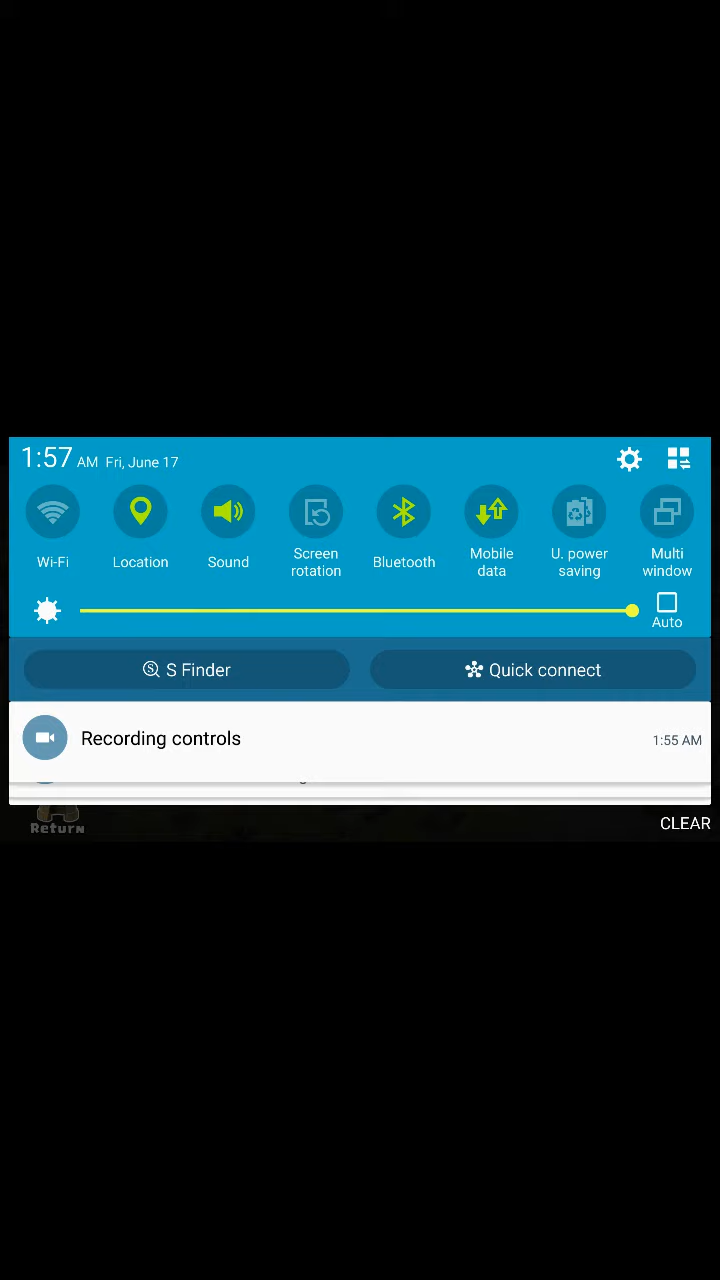 1:57 AM Fri, June 17
Wi-Fi
Location
Sound
Screen
rotation
Bluetooth
Mobile
data
U. power
saving
Multi
window
Auto
S Finder
Quick connect
Recording controls
1:55 AM
Return
CLEAR